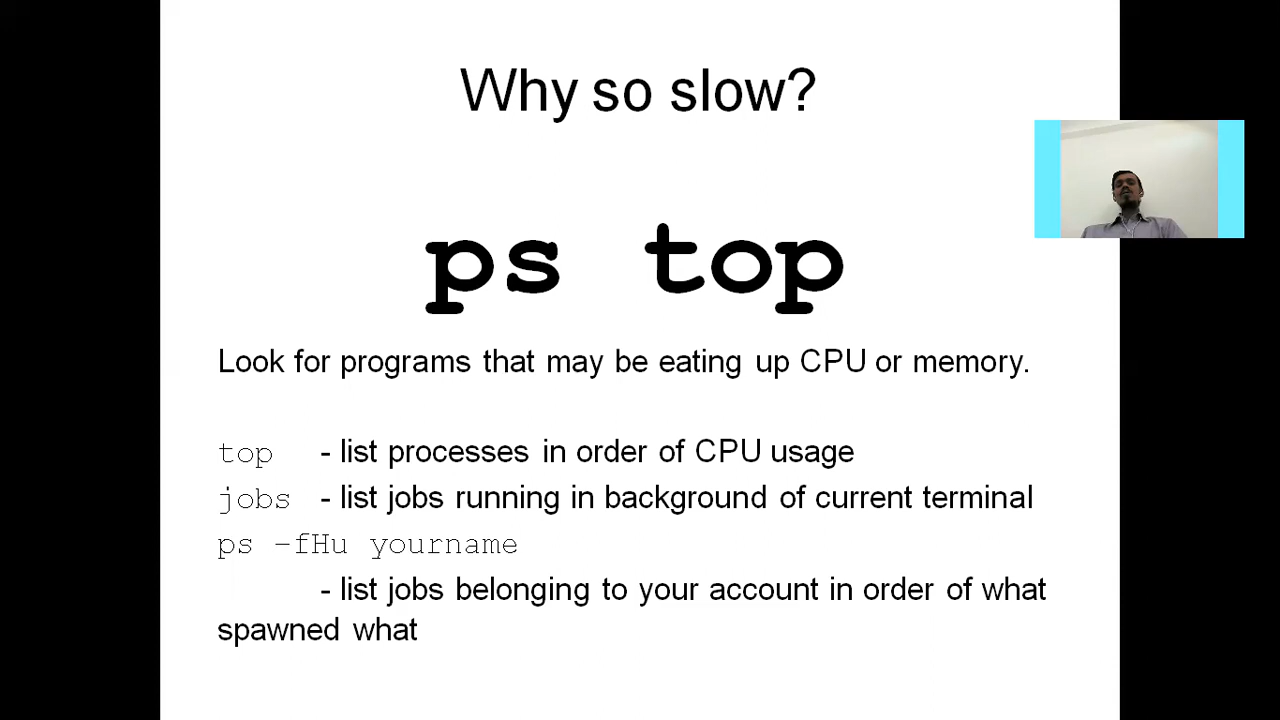 Why so slow?
ps top
Look for programs that may be eating up CPU or memory.
top - list processes in order of CPU usage
jobs - list jobs running in background of current terminal
ps –fHu yourname
- list jobs belonging to your account in order of what
spawned what